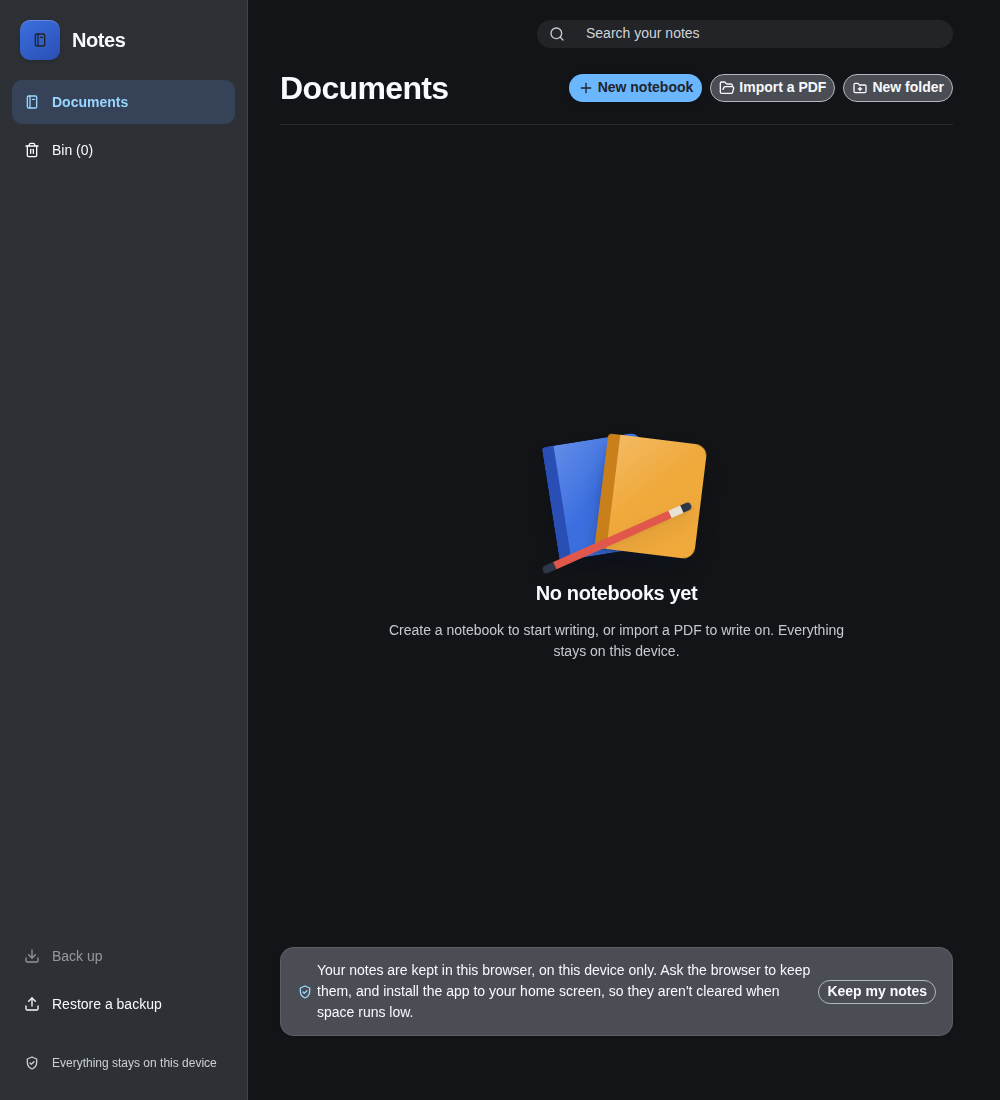 Notes
Search your notes
Documents
Documents
New notebook
Import a PDF
New folder
Bin (0)
No notebooks yet
Create a notebook to start writing, or import a PDF to write on. Everything
stays on this device.
Back up
Restore a backup
Everything stays on this device
Your notes are kept in this browser, on this device only. Ask the browser to keep
them, and install the app to your home screen, so they aren't cleared when
space runs low.
Keep my notes